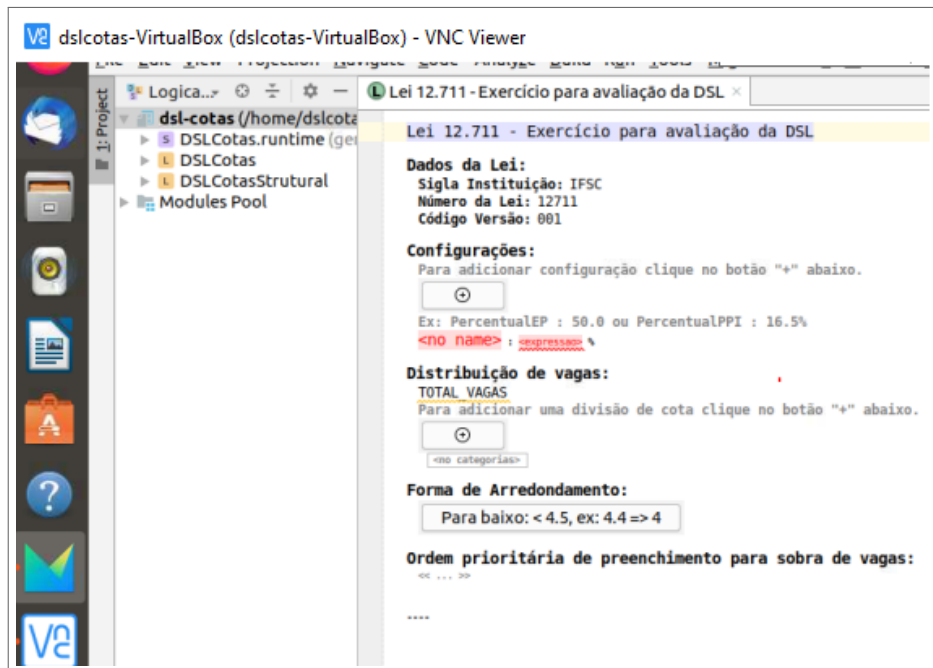 dslcotas-VirtualBox (dslcotas-VirtualBox) - VNC Viewer
Logica...
Lei 12.711 - Exercício para avaliação da DSL
1: Project
dsl-cotas (/home/dslcota
DSLCotas.runtime (ge
DSLCotas
DSLCotasStrutural
Modules Pool
Lei 12.711 - Exercício para avaliação da DSL
Dados da Lei:
Sigla Instituição: IFSC
Número da Lei: 12711
Código Versão: 001
Configurações:
Para adicionar configuração clique no botão "+" abaixo.
Ex: PercentualEP : 50.0 ou PercentualPPI : 16.5%
<no name> : <expressao> %
Distribuição de vagas:
TOTAL_VAGAS
Para adicionar uma divisão de cota clique no botão "+" abaixo.
<no categorias>
Forma de Arredondamento:
Para baixo: < 4.5, ex: 4.4 => 4
Ordem prioritária de preenchimento para sobra de vagas:
<< ... >>
----